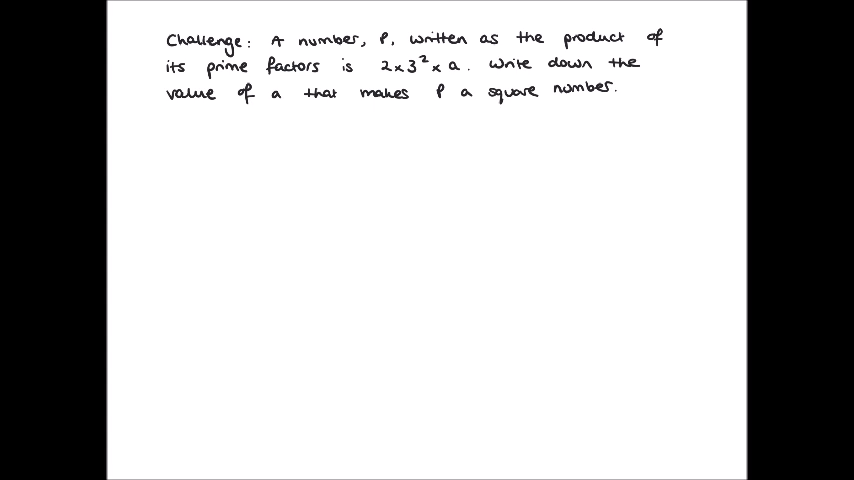 Challenge: A number, P, written as the product of
its prime factors is 2 × 3² × a. Write down the
value of a that makes P a square number.